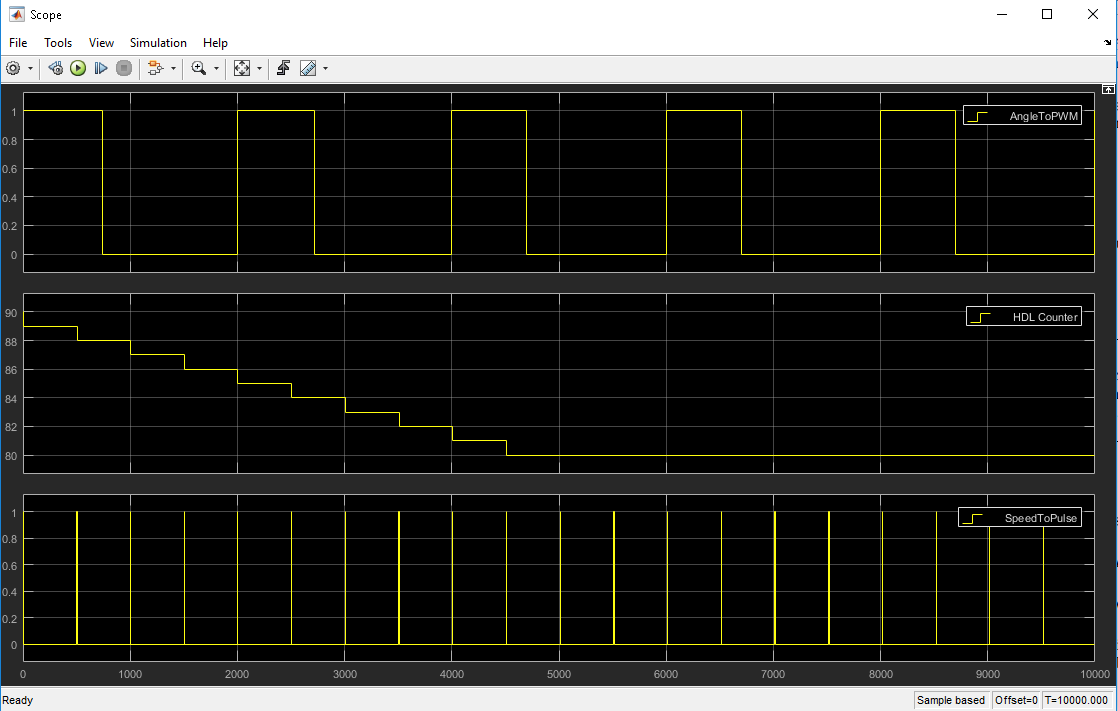 Scope
File Tools View Simulation Help
AngleToPWM
1
0.8
0.6
0.4
0.2
0
HDL Counter
90
88
86
84
82
80
SpeedToPulse
1
0.8
0.6
0.4
0.2
0
0 1000 2000 3000 4000 5000 6000 7000 8000 9000 10000
Ready Sample based Offset=0 T=10000.000